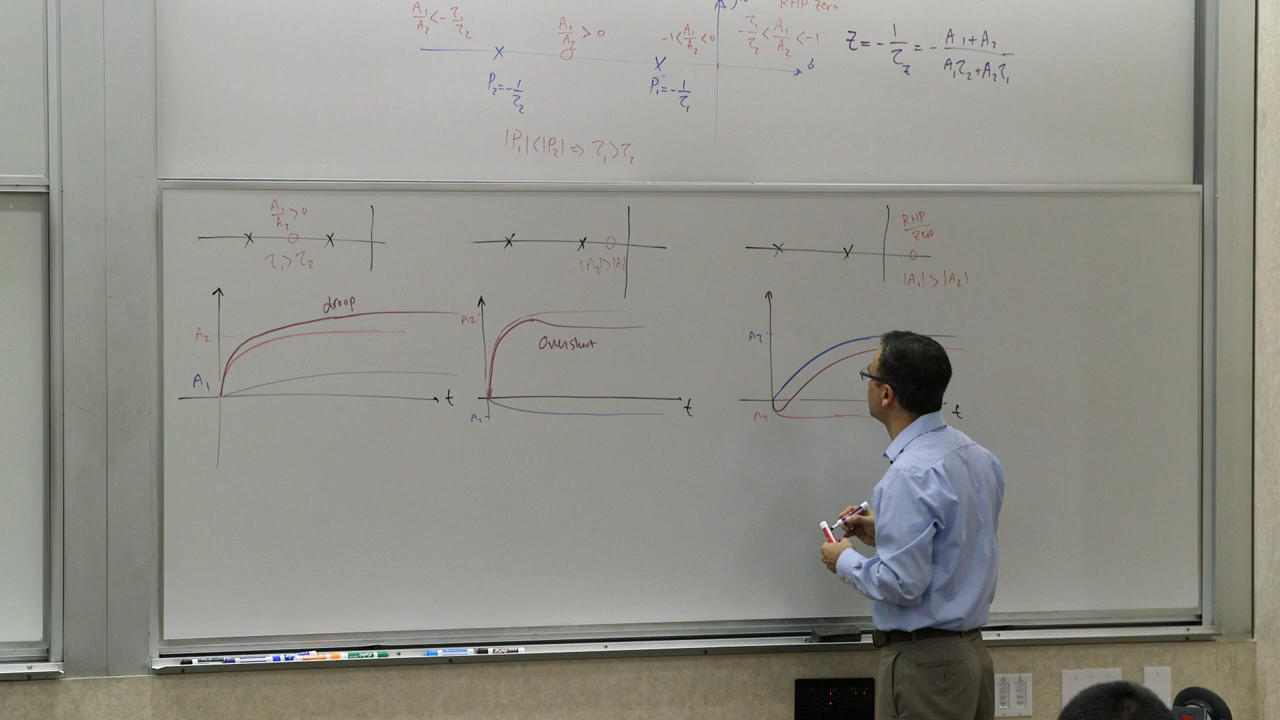 A₁/A₂ < -τ₁/τ₂
A₁/A₂ > 0
-1 < A₁/A₂ < 0
RHP Zero
-τ₁/τ₂ < A₁/A₂ < -1
σ
Z = -1/τ_z = -(A₁+A₂)/(A₁τ₂+A₂τ₁)
P₂=-1/τ₂
P₁=-1/τ₁
|P₁|<|P₂| ⇒ τ₁>τ₂
A₁/A₂ > 0
τ₁ > τ₂
|A₂|>|A₁|
RHP
Zero
|A₁|>|A₂|
droop
A₂
A₁
t
A₂
Overshoot
A₁
t
A₂
t